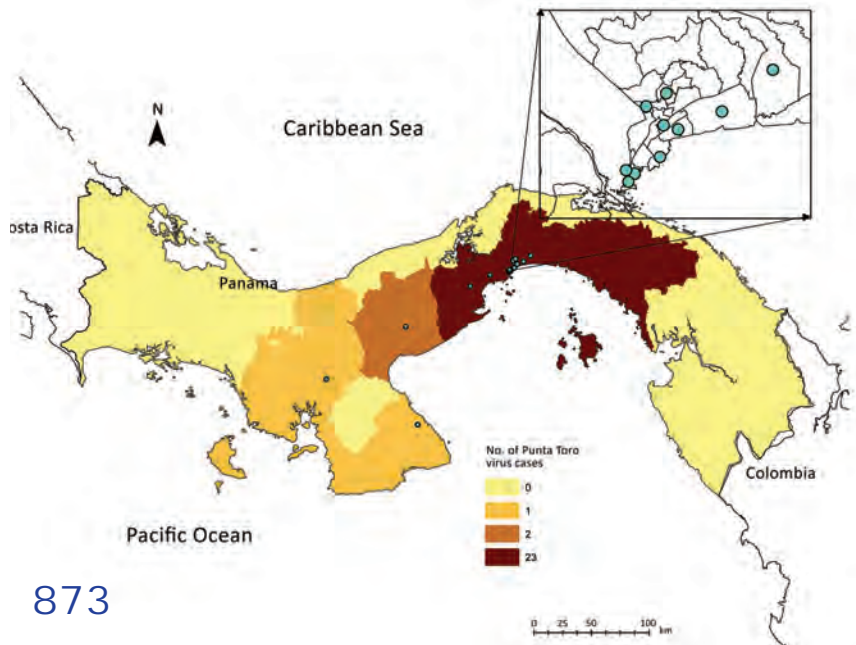 N
Caribbean Sea
osta Rica
Panama
No. of Punta Toro
virus cases
0
1
2
23
Colombia
Pacific Ocean
873
0 25 50 100
km